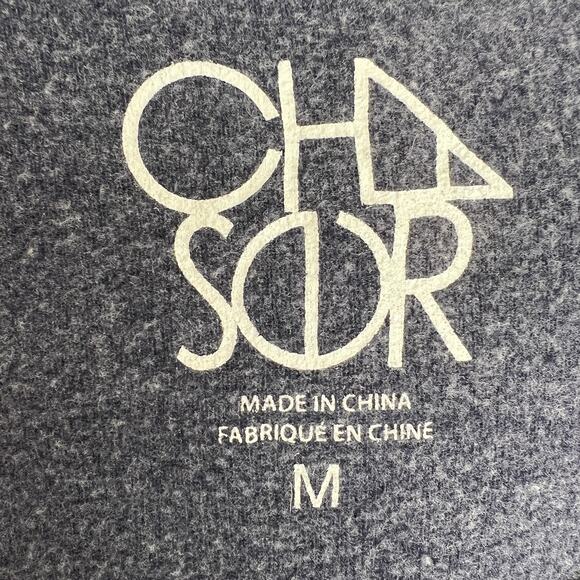 CHA
SER
MADE IN CHINA
FABRIQUÉ EN CHINE
M